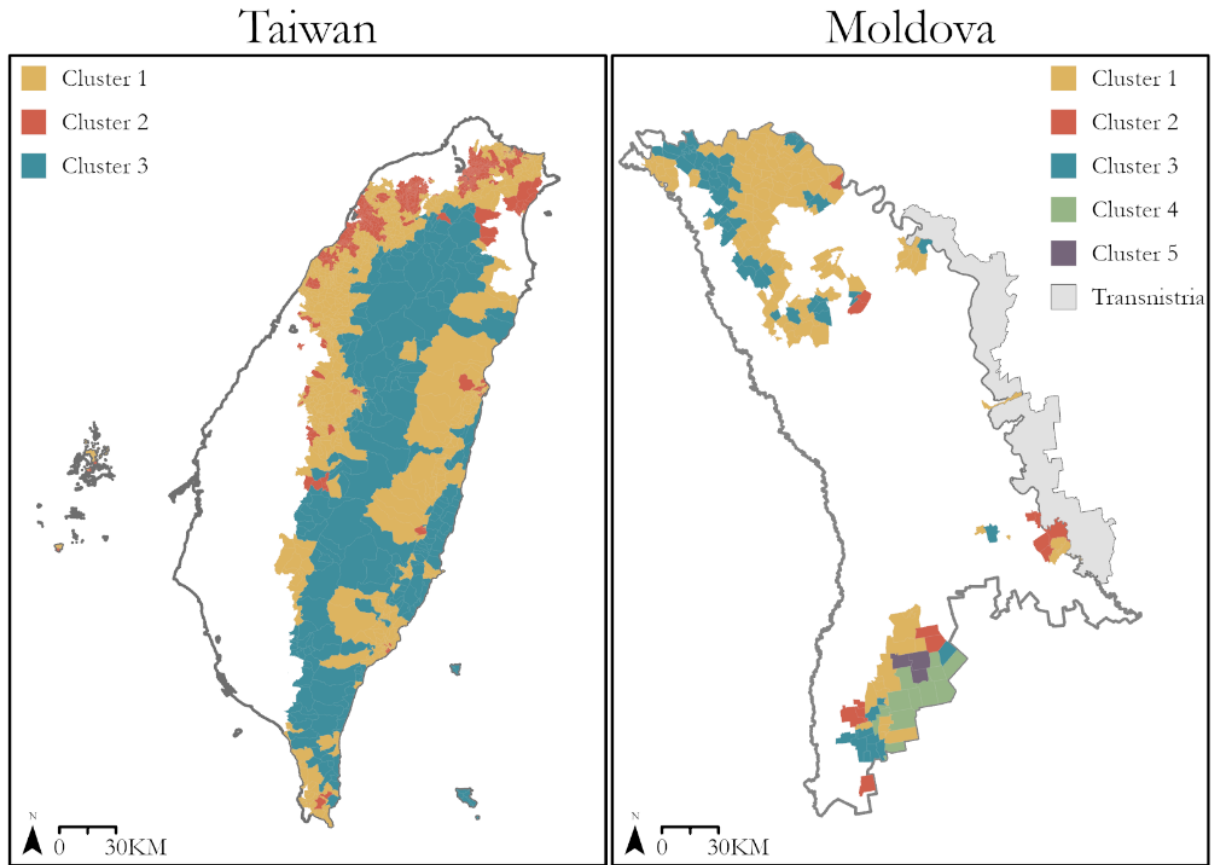 Taiwan
Cluster 1
Cluster 2
Cluster 3
N
0 30KM
Moldova
Cluster 1
Cluster 2
Cluster 3
Cluster 4
Cluster 5
Transnistria
N
0 30KM